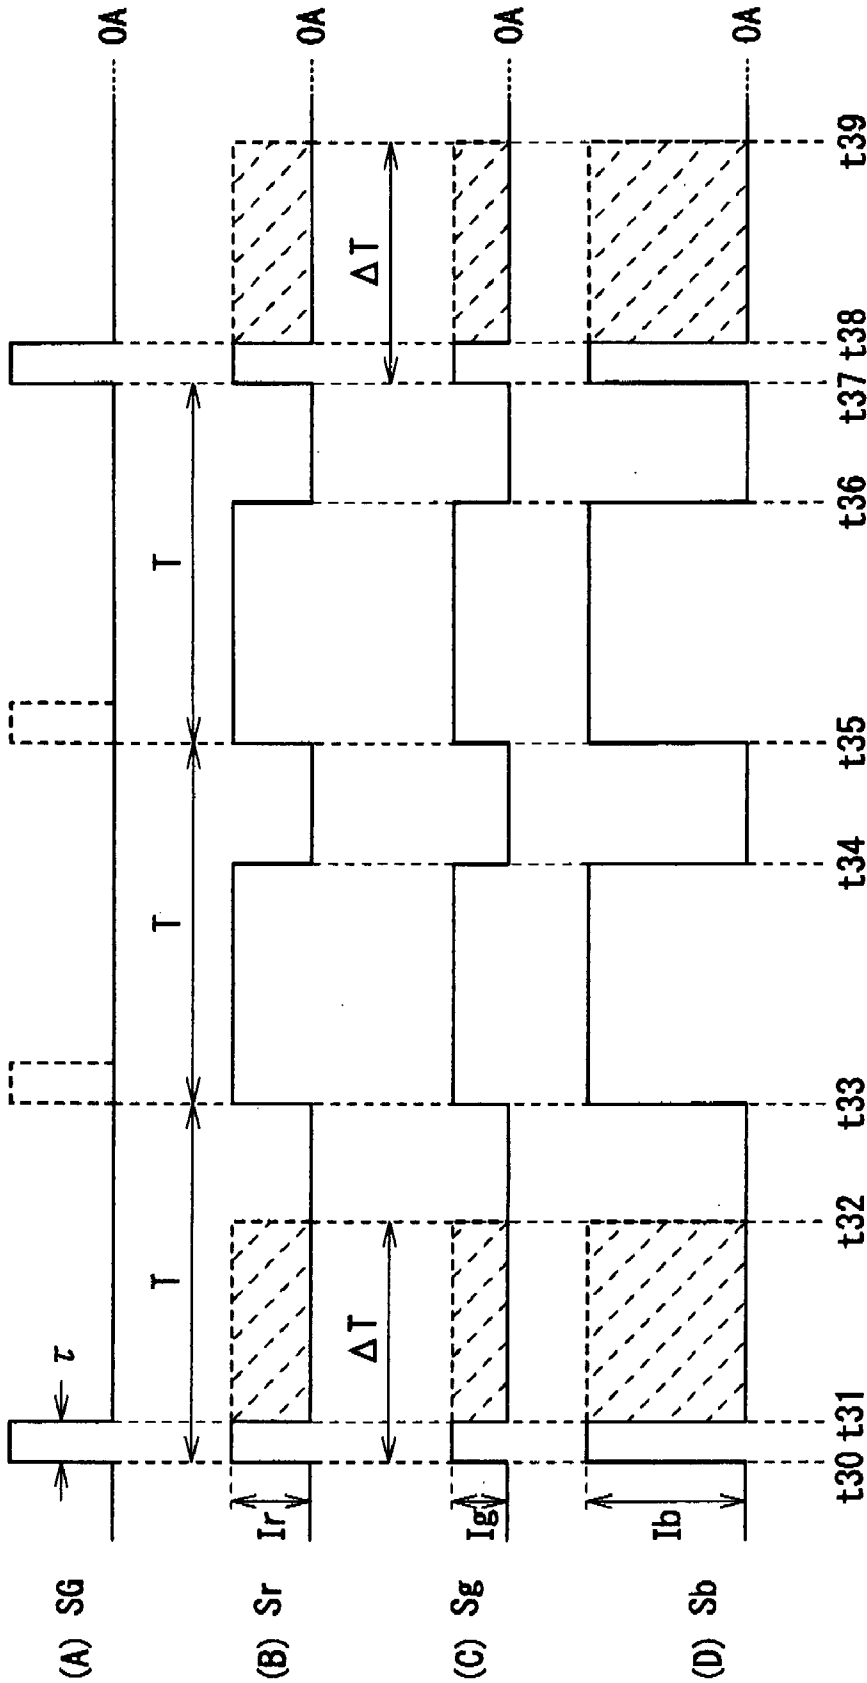 (A) SG
τ
0A
T
T
T
(B) Sr
Ir
0A
ΔT
ΔT
(C) Sg
Ig
0A
(D) Sb
Ib
0A
t30 t31 t32 t33 t34 t35 t36 t37 t38 t39